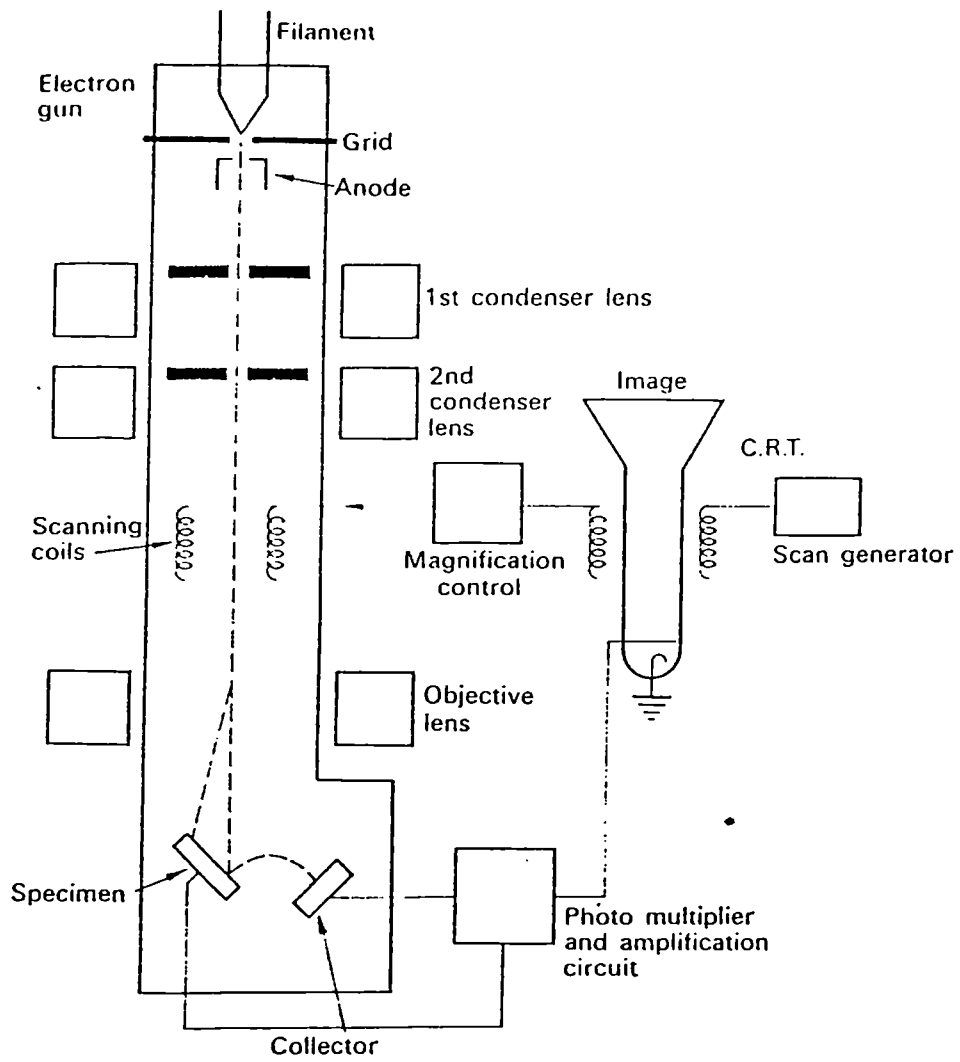 Filament
Electron
gun
Grid
Anode
1st condenser lens
2nd
condenser
lens
Image
C.R.T.
Scanning
coils
Magnification
control
Scan generator
Objective
lens
Specimen
Photo multiplier
and amplification
circuit
Collector